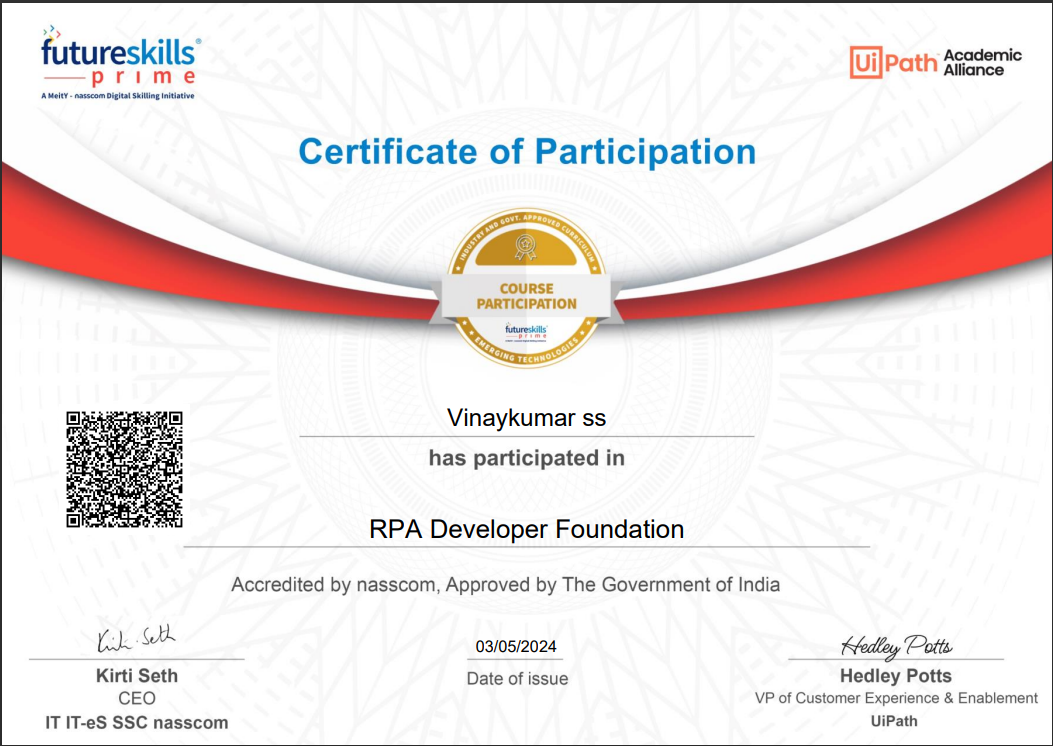 futureskills®
prime
A MeitY - nasscom Digital Skilling Initiative
UiPath™ Academic
Alliance
Certificate of Participation
INDUSTRY AND GOVT. APPROVED CURRICULUM
COURSE
PARTICIPATION
futureskills
prime
EMERGING TECHNOLOGIES
Vinaykumar ss
has participated in
RPA Developer Foundation
Accredited by nasscom, Approved by The Government of India
Kirti Seth
03/05/2024
Hedley Potts
Kirti Seth
Date of issue
Hedley Potts
CEO
VP of Customer Experience & Enablement
IT IT-eS SSC nasscom
UiPath